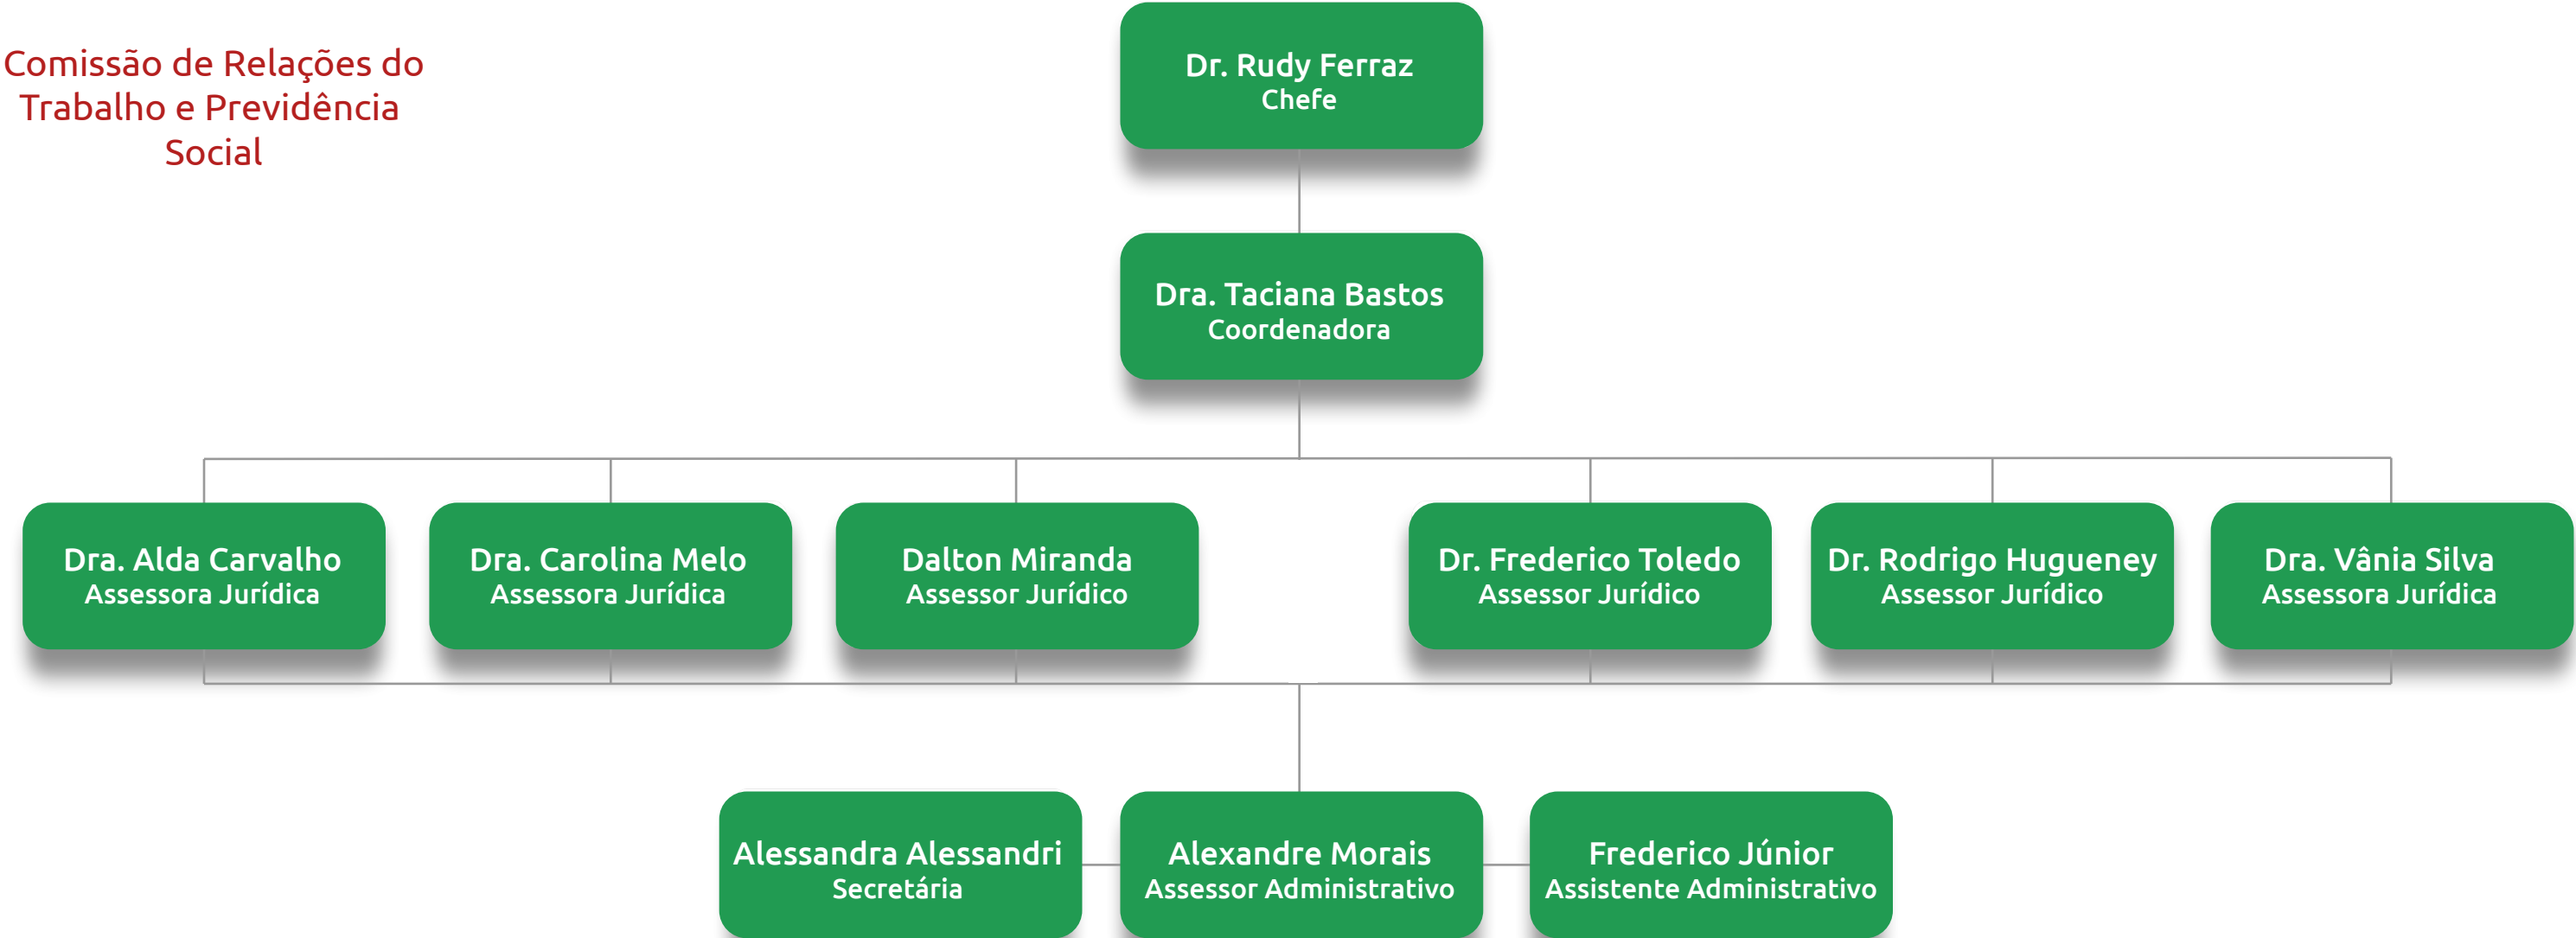 Comissão de Relações do
Trabalho e Previdência
Social
Dr. Rudy Ferraz
Chefe
Dra. Taciana Bastos
Coordenadora
Dra. Alda Carvalho
Assessora Jurídica
Dra. Carolina Melo
Assessora Jurídica
Dalton Miranda
Assessor Jurídico
Dr. Frederico Toledo
Assessor Jurídico
Dr. Rodrigo Hugueney
Assessor Jurídico
Dra. Vânia Silva
Assessora Jurídica
Alessandra Alessandri
Secretária
Alexandre Morais
Assessor Administrativo
Frederico Júnior
Assistente Administrativo